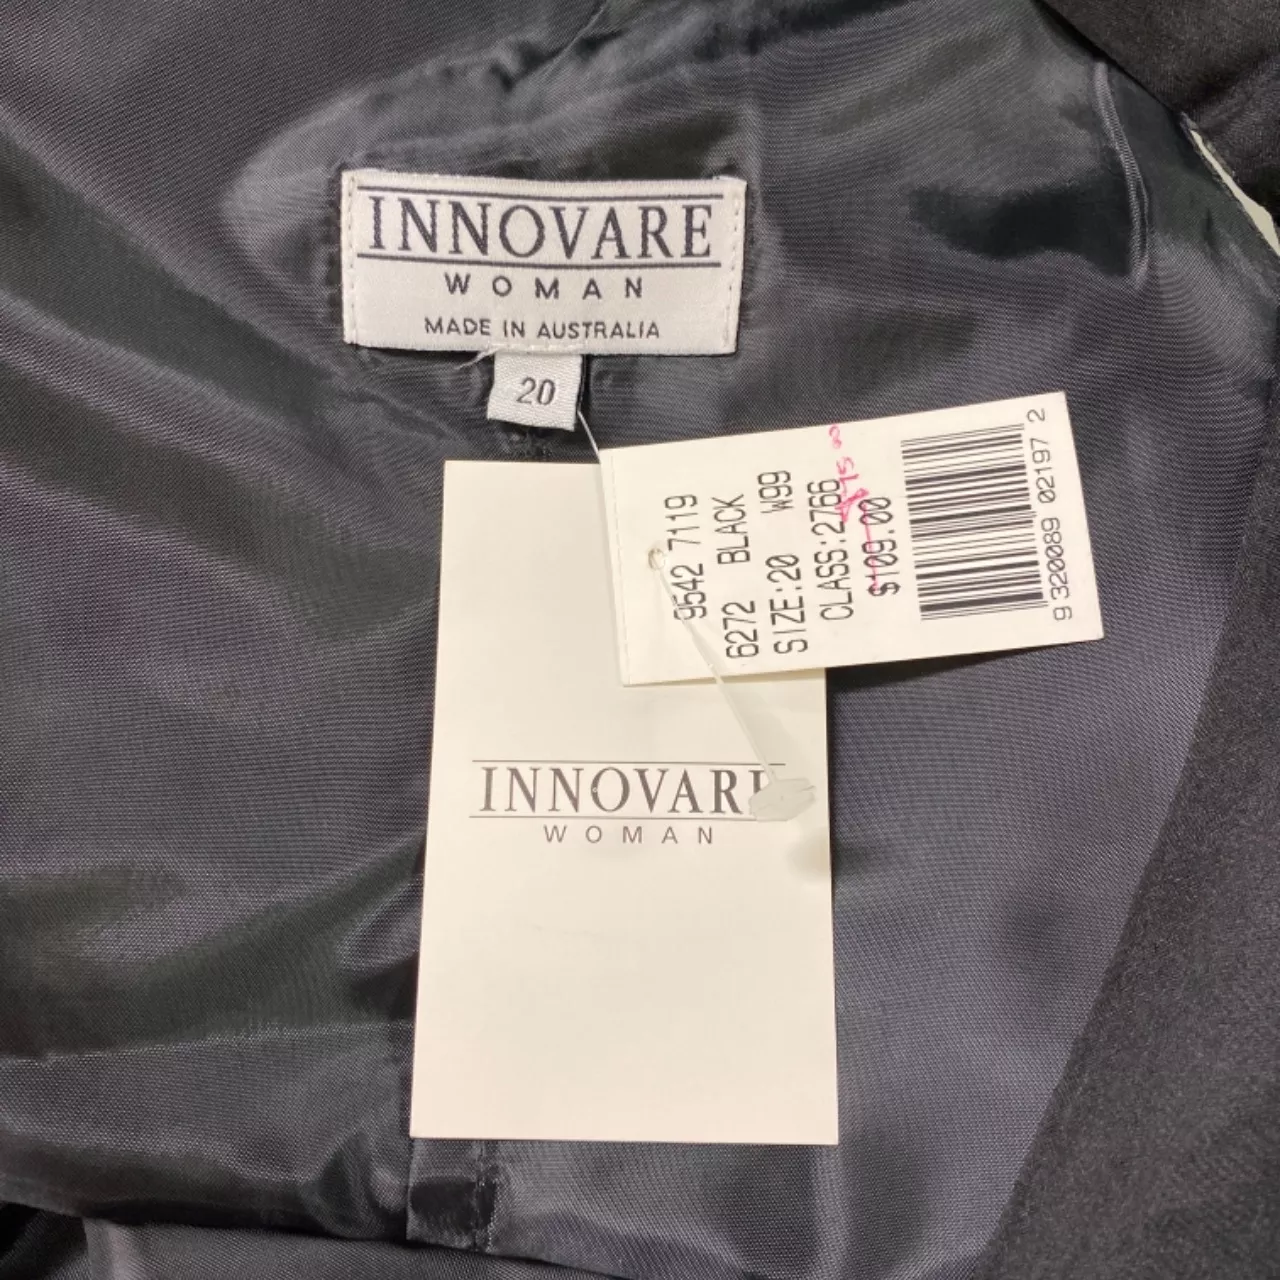 INNOVARE
WOMAN
MADE IN AUSTRALIA
20
9542 7119
6272 BLACK
SIZE:20 W99
CLASS:2766
$109.00
9 320089 02197 2
INNOVAR
WOMAN